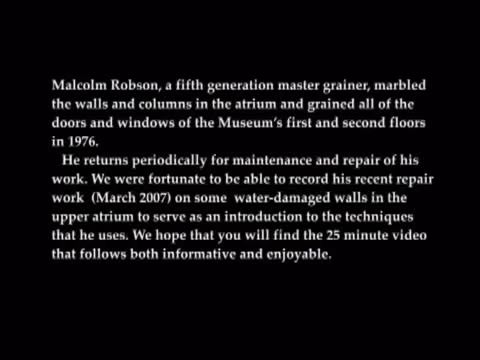 Malcolm Robson, a fifth generation master grainer, marbled
the walls and columns in the atrium and grained all of the
doors and windows of the Museum's first and second floors
in 1976.
He returns periodically for maintenance and repair of his
work. We were fortunate to be able to record his recent repair
work (March 2007) on some water-damaged walls in the
upper atrium to serve as an introduction to the techniques
that he uses. We hope that you will find the 25 minute video
that follows both informative and enjoyable.